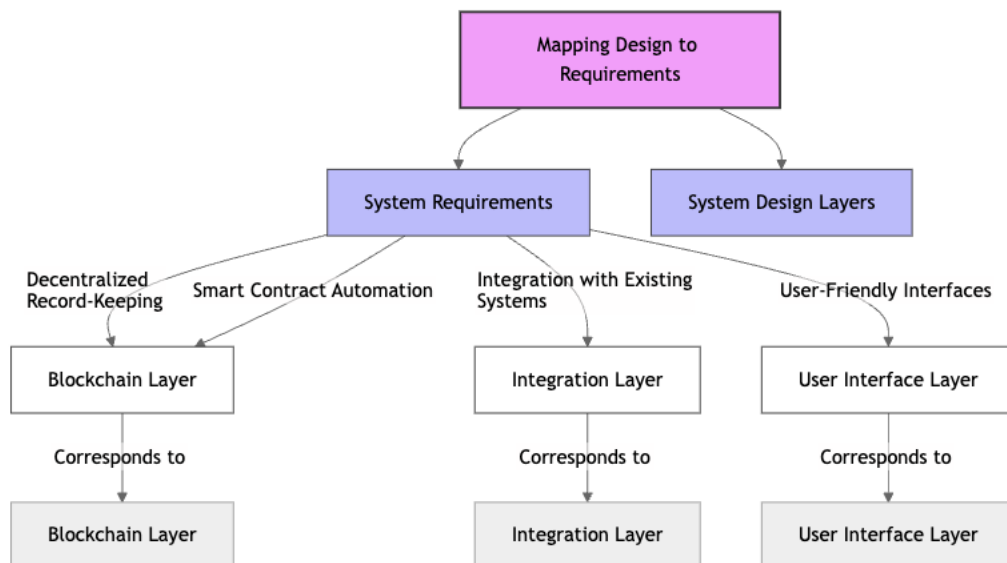 Mapping Design to
Requirements
System Requirements
System Design Layers
Decentralized
Record-Keeping
Smart Contract Automation
Integration with Existing
Systems
User-Friendly Interfaces
Blockchain Layer
Integration Layer
User Interface Layer
Corresponds to
Corresponds to
Corresponds to
Blockchain Layer
Integration Layer
User Interface Layer